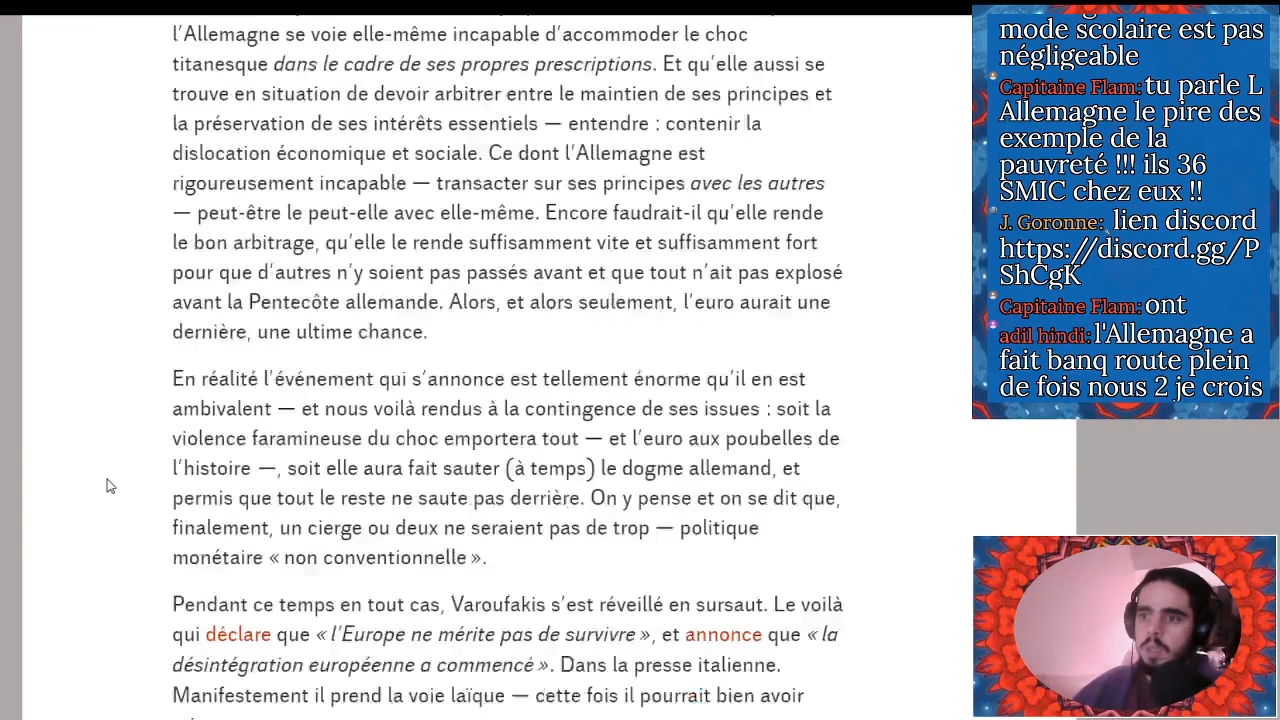 l’Allemagne se voie elle-même incapable d’accommoder le choc
titanesque dans le cadre de ses propres prescriptions. Et qu’elle aussi se
trouve en situation de devoir arbitrer entre le maintien de ses principes et
la préservation de ses intérêts essentiels — entendre : contenir la
dislocation économique et sociale. Ce dont l’Allemagne est
rigoureusement incapable — transacter sur ses principes avec les autres
— peut-être le peut-elle avec elle-même. Encore faudrait-il qu’elle rende
le bon arbitrage, qu’elle le rende suffisamment vite et suffisamment fort
pour que d’autres n’y soient pas passés avant et que tout n’ait pas explosé
avant la Pentecôte allemande. Alors, et alors seulement, l’euro aurait une
dernière, une ultime chance.
En réalité l’événement qui s’annonce est tellement énorme qu’il en est
ambivalent — et nous voilà rendus à la contingence de ses issues : soit la
violence faramineuse du choc emportera tout — et l’euro aux poubelles de
l’histoire —, soit elle aura fait sauter (à temps) le dogme allemand, et
permis que tout le reste ne saute pas derrière. On y pense et on se dit que,
finalement, un cierge ou deux ne seraient pas de trop — politique
monétaire « non conventionnelle ».
Pendant ce temps en tout cas, Varoufakis s’est réveillé en sursaut. Le voilà
qui déclare que « l’Europe ne mérite pas de survivre », et annonce que « la
désintégration européenne a commencé ». Dans la presse italienne.
Manifestement il prend la voie laïque — cette fois il pourrait bien avoir
mode scolaire est pas
négligeable
Capitaine Flam: tu parle L
Allemagne le pire des
exemple de la
pauvreté !!! ils 36
SMIC chez eux !!
J. Goronne: lien discord
https://discord.gg/P
ShCgK
Capitaine Flam: ont
adil hindi: l'Allemagne a
fait banq route plein
de fois nous 2 je crois